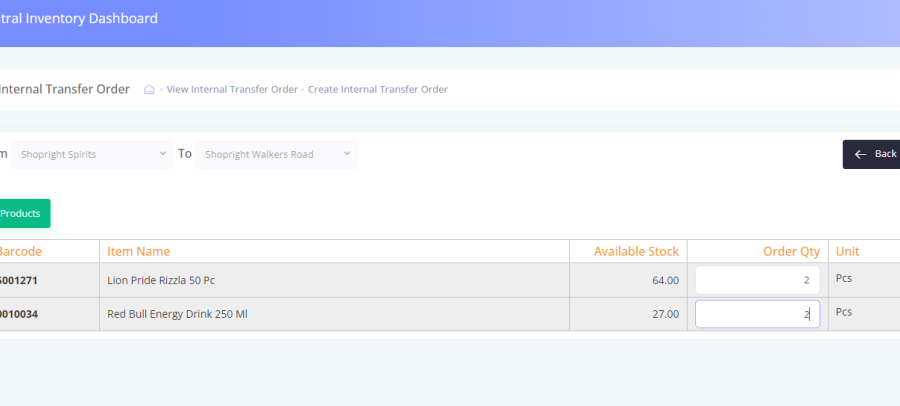 tral Inventory Dashboard
Internal Transfer Order - View Internal Transfer Order - Create Internal Transfer Order
m Shopright Spirits To Shopright Walkers Road ← Back
Products
Barcode Item Name Available Stock Order Qty Unit
5001271 Lion Pride Rizzla 50 Pc 64.00 2 Pcs
0010034 Red Bull Energy Drink 250 Ml 27.00 2 Pcs